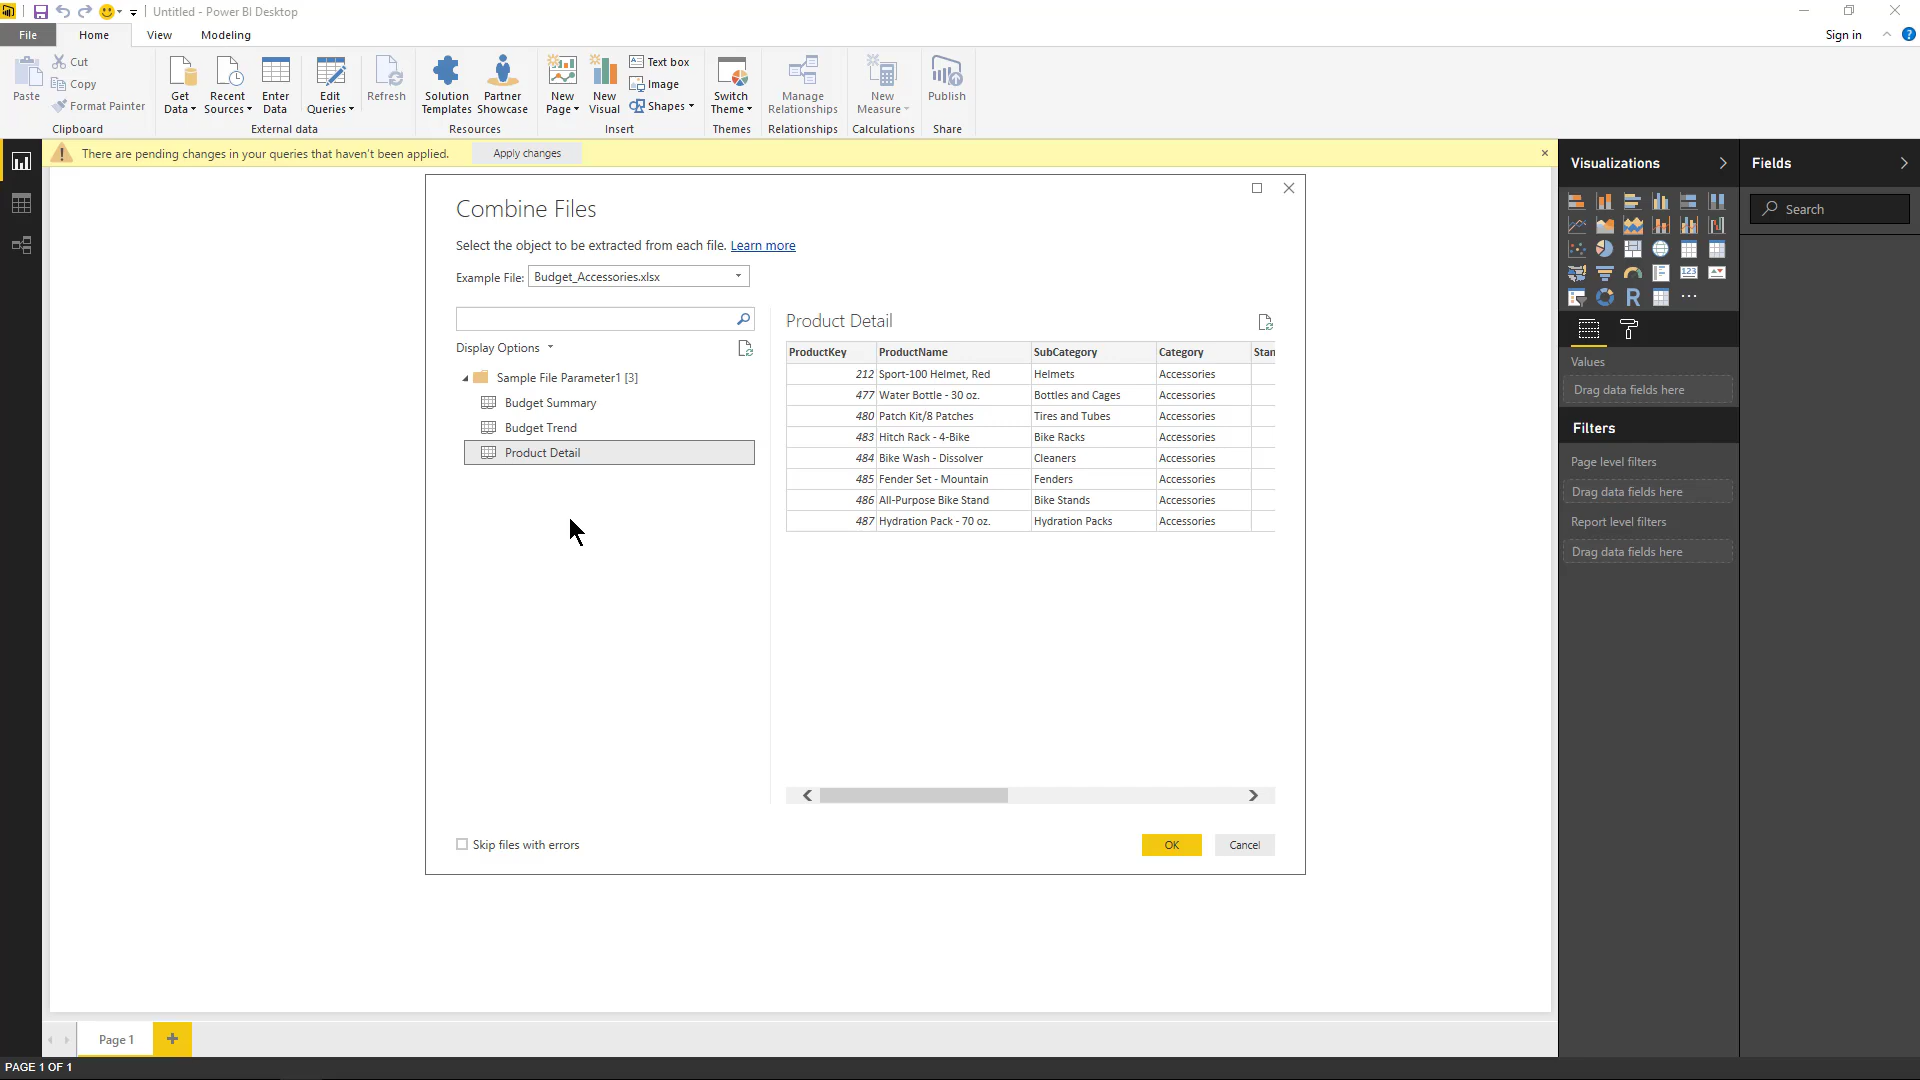 Untitled - Power BI Desktop
File Home View Modeling Sign in
Paste Cut Copy Format Painter
Clipboard
Get Data Recent Sources Enter Data Edit Queries Refresh
External data
Solution Templates Partner Showcase
Resources
New Page New Visual Text box Image Shapes
Insert
Switch Theme
Themes
Manage Relationships
Relationships
New Measure
Calculations
Publish
Share
There are pending changes in your queries that haven't been applied. Apply changes
Combine Files
Select the object to be extracted from each file. Learn more
Example File: Budget_Accessories.xlsx
Display Options
Sample File Parameter1 [3]
Budget Summary
Budget Trend
Product Detail
Product Detail
ProductKey ProductName SubCategory Category Stan
212 Sport-100 Helmet, Red Helmets Accessories
477 Water Bottle - 30 oz. Bottles and Cages Accessories
480 Patch Kit/8 Patches Tires and Tubes Accessories
483 Hitch Rack - 4-Bike Bike Racks Accessories
484 Bike Wash - Dissolver Cleaners Accessories
485 Fender Set - Mountain Fenders Accessories
486 All-Purpose Bike Stand Bike Stands Accessories
487 Hydration Pack - 70 oz. Hydration Packs Accessories
Skip files with errors
OK Cancel
Visualizations
R
123
Values
Drag data fields here
Filters
Page level filters
Drag data fields here
Report level filters
Drag data fields here
Fields
Search
Page 1
PAGE 1 OF 1